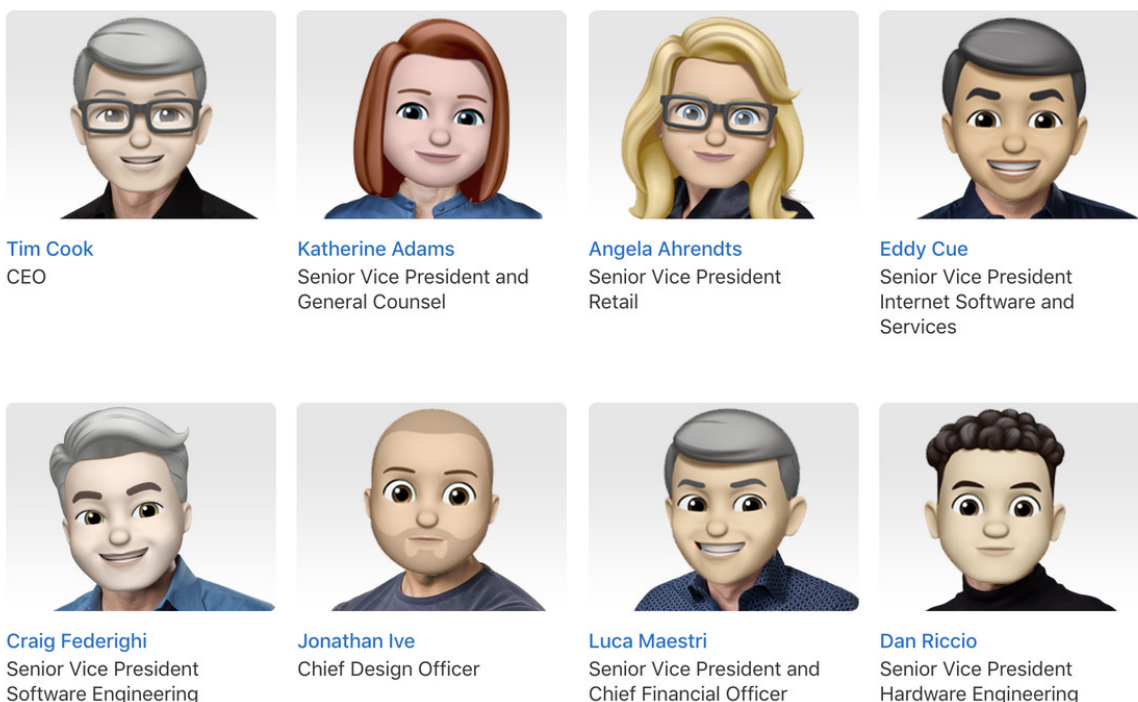 Tim Cook
CEO
Katherine Adams
Senior Vice President and
General Counsel
Angela Ahrendts
Senior Vice President
Retail
Eddy Cue
Senior Vice President
Internet Software and
Services
Craig Federighi
Senior Vice President
Software Engineering
Jonathan Ive
Chief Design Officer
Luca Maestri
Senior Vice President and
Chief Financial Officer
Dan Riccio
Senior Vice President
Hardware Engineering